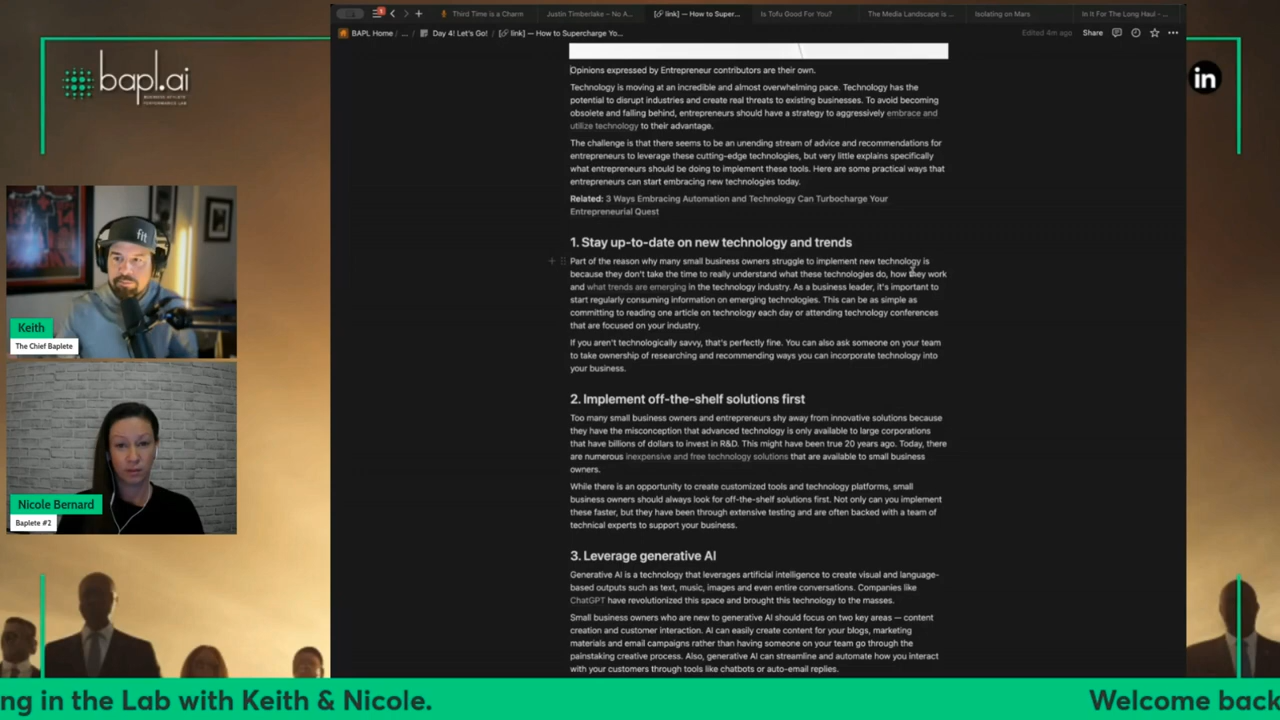 Third Time is a Charm
Justin Timberlake – No A...
[🔗 link] — How to Super...
Is Tofu Good For You?
The Media Landscape is ...
Isolating on Mars
In It For The Long Haul - ...
BAPL Home / ... / Day 4! Let's Go! / [🔗 link] — How to Supercharge Yo...
Edited 4m ago
Share
bapl.ai
in
Opinions expressed by Entrepreneur contributors are their own.
Technology is moving at an incredible and almost overwhelming pace. Technology has the
potential to disrupt industries and create real threats to existing businesses. To avoid becoming
obsolete and falling behind, entrepreneurs should have a strategy to aggressively embrace and
utilize technology to their advantage.
The challenge is that there seems to be an unending stream of advice and recommendations for
entrepreneurs to leverage these cutting-edge technologies, but very little explains specifically
what entrepreneurs should be doing to implement these tools. Here are some practical ways that
entrepreneurs can start embracing new technologies today.
Related: 3 Ways Embracing Automation and Technology Can Turbocharge Your
Entrepreneurial Quest
1. Stay up-to-date on new technology and trends
Part of the reason why many small business owners struggle to implement new technology is
because they don't take the time to really understand what these technologies do, how they work
and what trends are emerging in the technology industry. As a business leader, it's important to
start regularly consuming information on emerging technologies. This can be as simple as
committing to reading one article on technology each day or attending technology conferences
that are focused on your industry.
If you aren't technologically savvy, that's perfectly fine. You can also ask someone on your team
to take ownership of researching and recommending ways you can incorporate technology into
your business.
2. Implement off-the-shelf solutions first
Too many small business owners and entrepreneurs shy away from innovative solutions because
they have the misconception that advanced technology is only available to large corporations
that have billions of dollars to invest in R&D. This might have been true 20 years ago. Today, there
are numerous inexpensive and free technology solutions that are available to small business
owners.
While there is an opportunity to create customized tools and technology platforms, small
business owners should always look for off-the-shelf solutions first. Not only can you implement
these faster, but they have been through extensive testing and are often backed with a team of
technical experts to support your business.
3. Leverage generative AI
Generative AI is a technology that leverages artificial intelligence to create visual and language-
based outputs such as text, music, images and even entire conversations. Companies like
ChatGPT have revolutionized this space and brought this technology to the masses.
Small business owners who are new to generative AI should focus on two key areas — content
creation and customer interaction. AI can easily create content for your blogs, marketing
materials and email campaigns rather than having someone on your team go through the
painstaking creative process. Also, generative AI can streamline and automate how you interact
with your customers through tools like chatbots or auto-email replies.
fit
Keith
The Chief Baplete
Nicole Bernard
Baplete #2
ng in the Lab with Keith & Nicole.
Welcome back